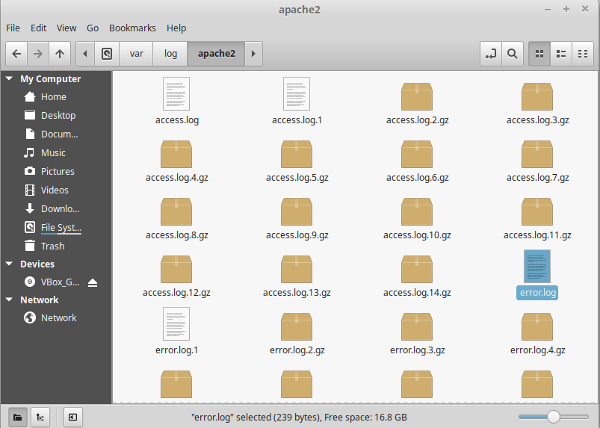 apache2
File Edit View Go Bookmarks Help
var log apache2
My Computer
Home
Desktop
Docum...
Music
Pictures
Videos
Downlo...
File Syst...
Trash
Devices
VBox_G...
Network
Network
access.log access.log.1 access.log.2.gz access.log.3.gz
access.log.4.gz access.log.5.gz access.log.6.gz access.log.7.gz
access.log.8.gz access.log.9.gz access.log.10.gz access.log.11.gz
access.log.12.gz access.log.13.gz access.log.14.gz error.log
error.log.1 error.log.2.gz error.log.3.gz error.log.4.gz
"error.log" selected (239 bytes), Free space: 16.8 GB